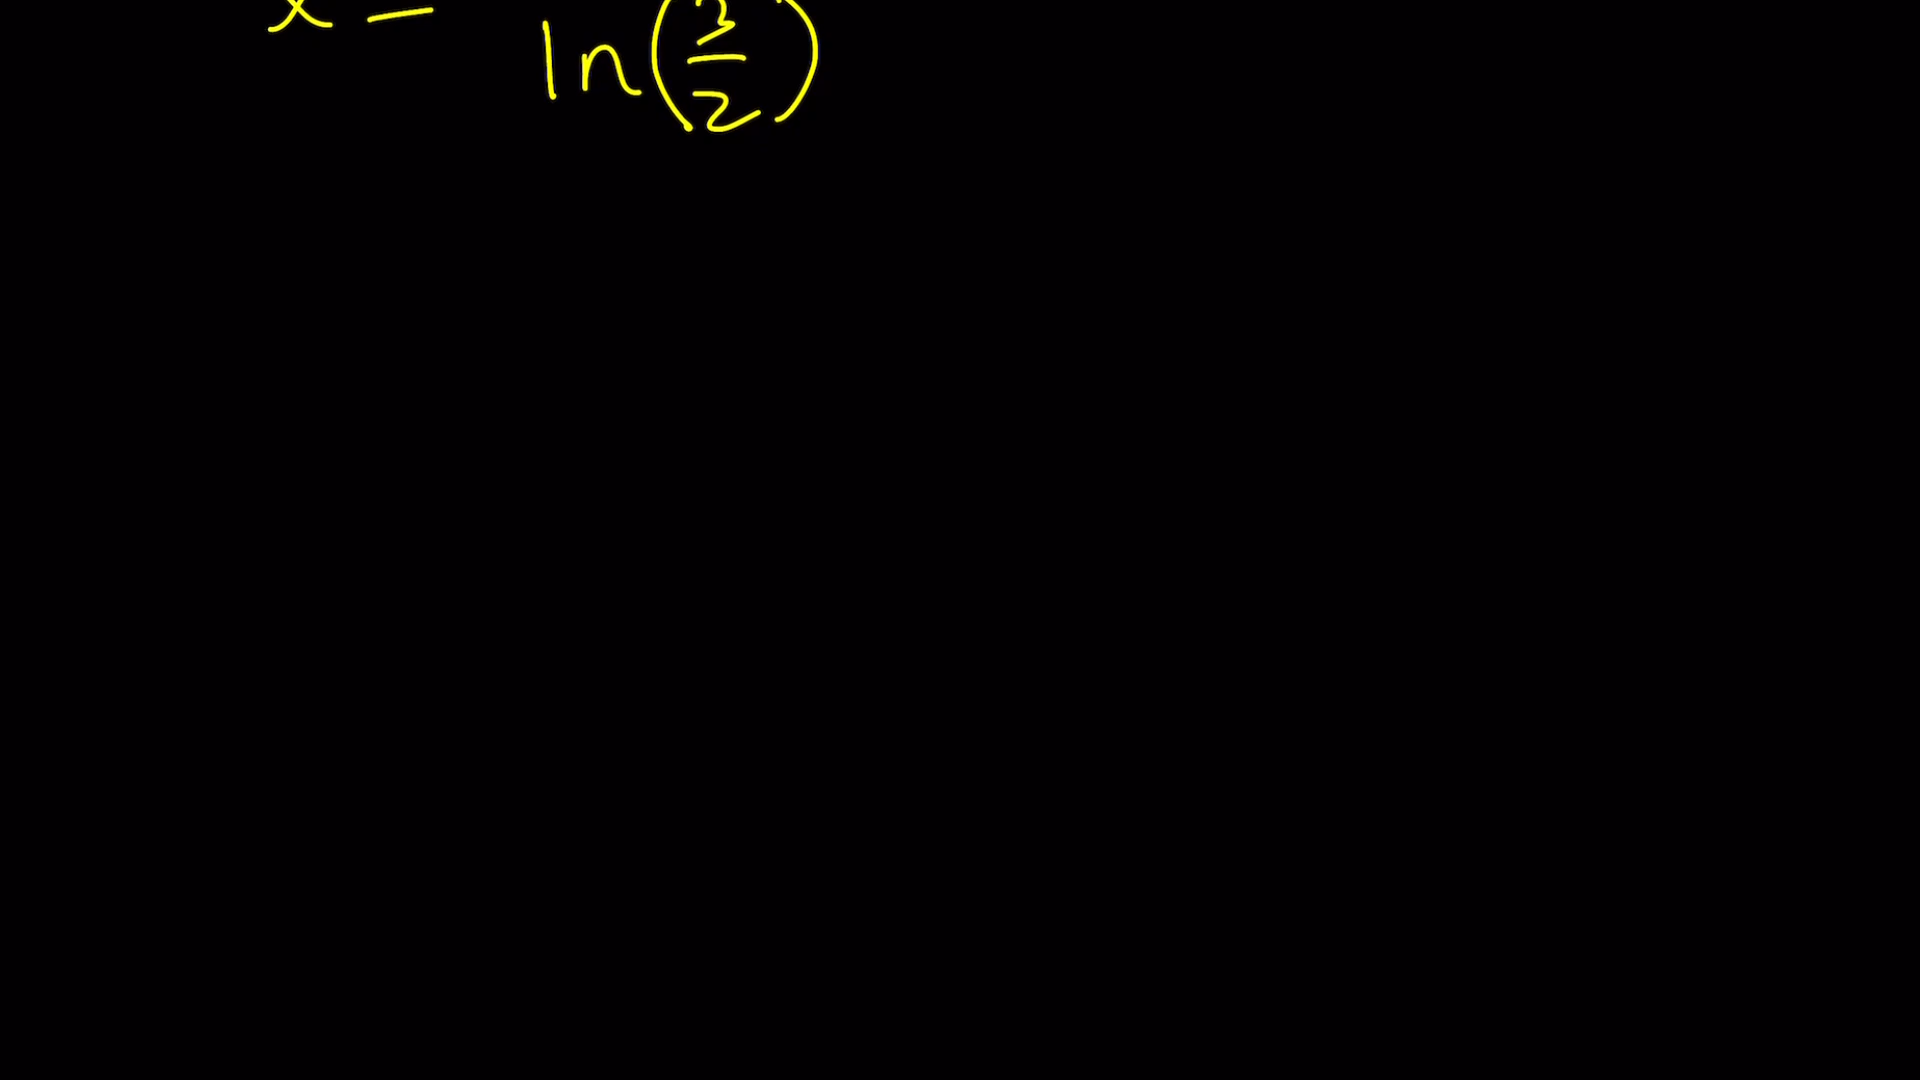 x = ln(3/2)